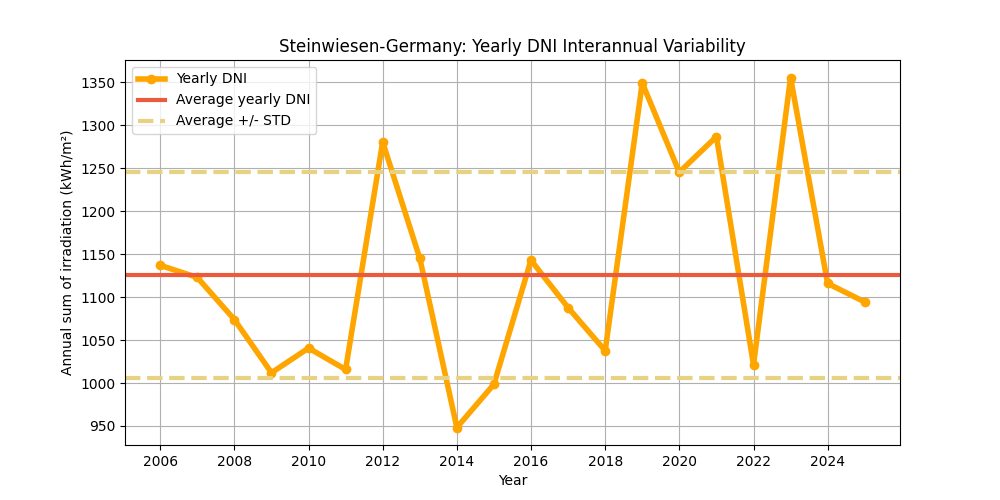 Steinwiesen-Germany: Yearly DNI Interannual Variability
Yearly DNI
Average yearly DNI
Average +/- STD
Annual sum of irradiation (kWh/m²)
1350
1300
1250
1200
1150
1100
1050
1000
950
2006 2008 2010 2012 2014 2016 2018 2020 2022 2024
Year